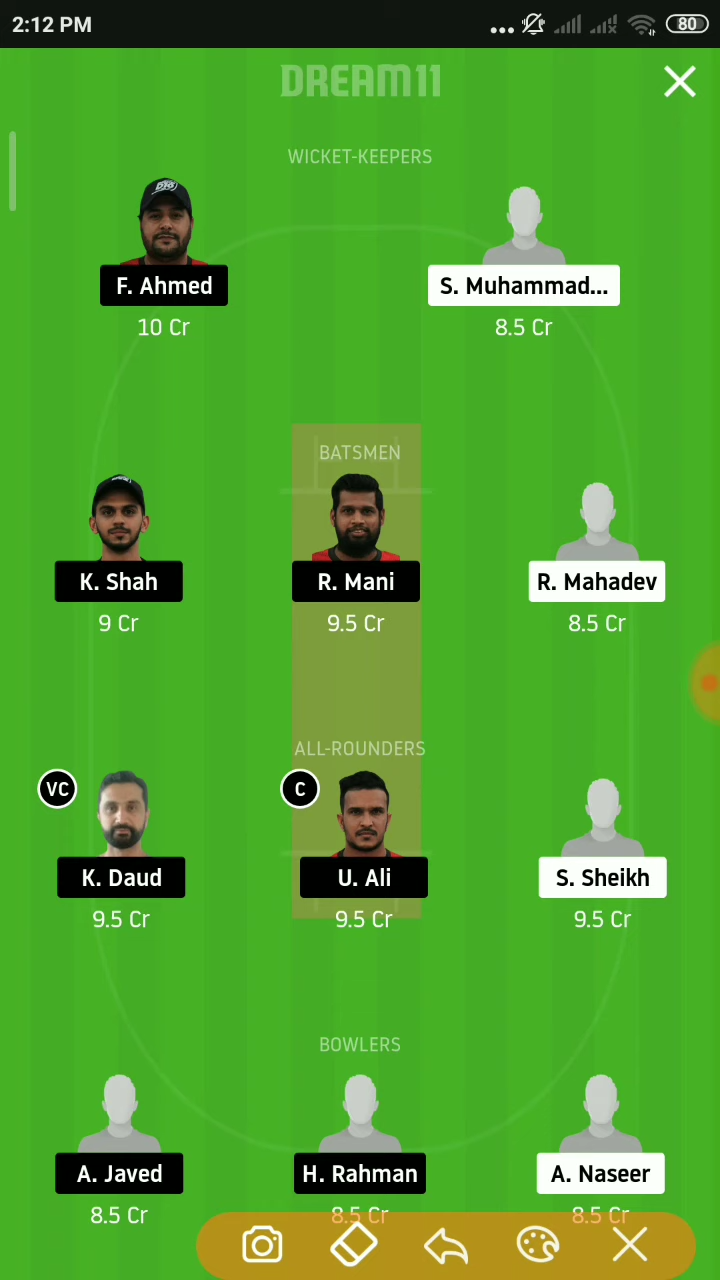 2:12 PM
80
DREAM11
WICKET-KEEPERS
F. Ahmed
S. Muhammad...
10 Cr
8.5 Cr
BATSMEN
K. Shah
R. Mani
R. Mahadev
9 Cr
9.5 Cr
8.5 Cr
ALL-ROUNDERS
VC
C
K. Daud
U. Ali
S. Sheikh
9.5 Cr
9.5 Cr
9.5 Cr
BOWLERS
A. Javed
H. Rahman
A. Naseer
8.5 Cr
8.5 Cr
8.5 Cr